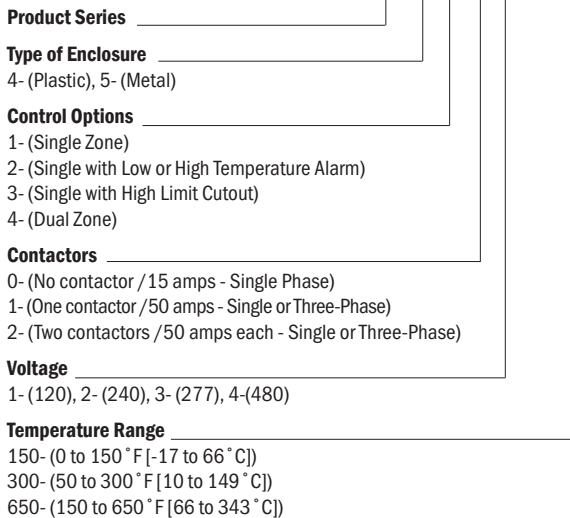 Product Series
Type of Enclosure
4- (Plastic), 5- (Metal)
Control Options
1- (Single Zone)
2- (Single with Low or High Temperature Alarm)
3- (Single with High Limit Cutout)
4- (Dual Zone)
Contactors
0- (No contactor / 15 amps - Single Phase)
1- (One contactor / 50 amps - Single or Three-Phase)
2- (Two contactors / 50 amps each - Single or Three-Phase)
Voltage
1- (120), 2- (240), 3- (277), 4-(480)
Temperature Range
150- (0 to 150˚F [-17 to 66˚C])
300- (50 to 300˚F [10 to 149˚C])
650- (150 to 650˚F [66 to 343˚C])